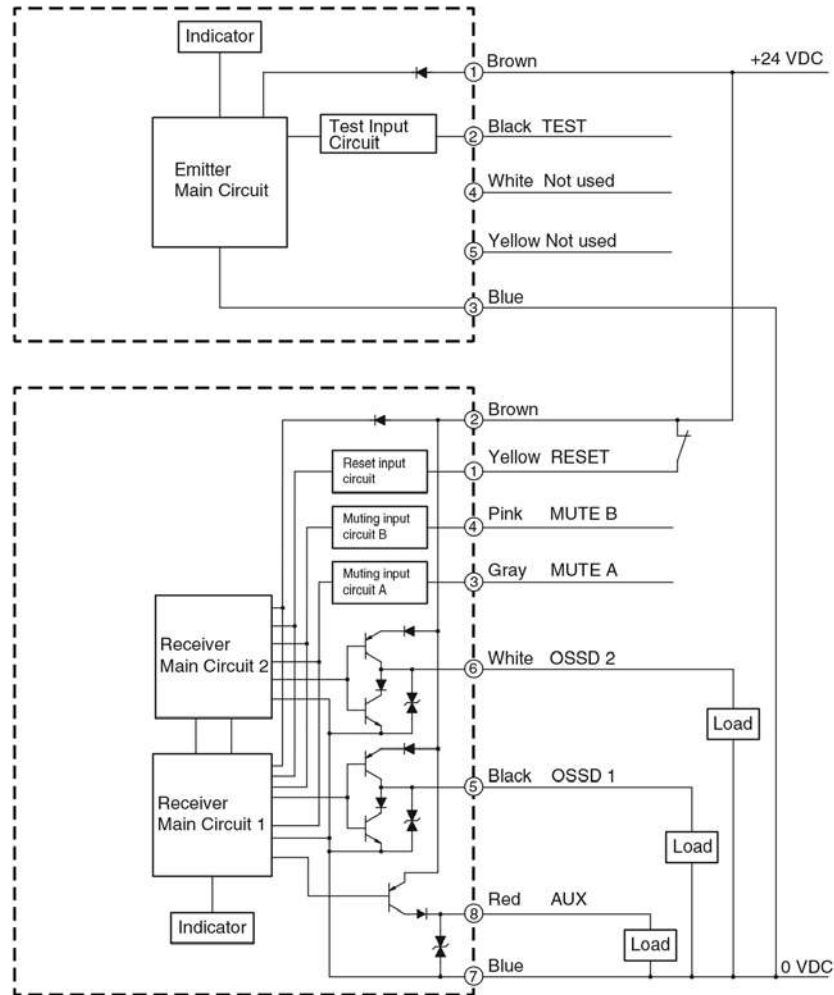 Indicator
① Brown
+24 VDC
Test Input
Circuit
② Black TEST
Emitter
Main Circuit
④ White Not used
⑤ Yellow Not used
③ Blue
② Brown
Reset input
circuit
① Yellow RESET
Muting input
circuit B
④ Pink MUTE B
Muting input
circuit A
③ Gray MUTE A
Receiver
Main Circuit 2
⑥ White OSSD 2
Load
Receiver
Main Circuit 1
⑤ Black OSSD 1
Load
Indicator
⑧ Red AUX
Load
⑦ Blue
0 VDC